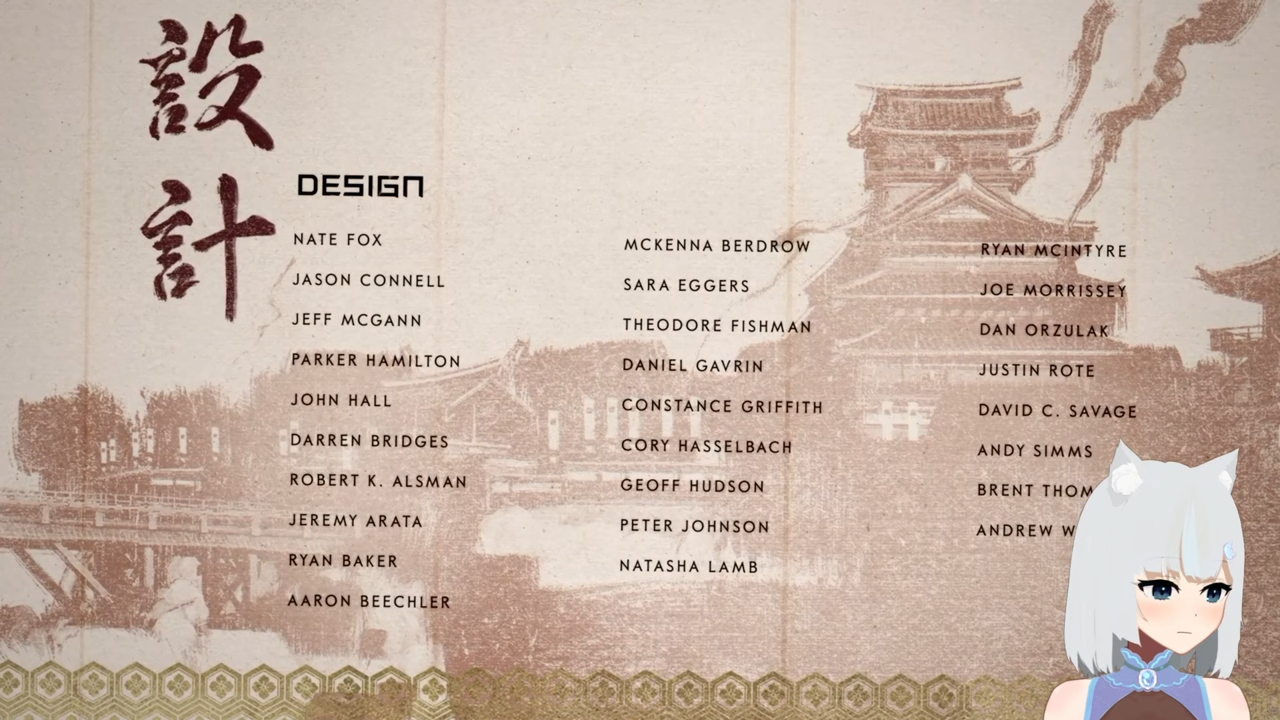 設計
DESIGN
NATE FOX
JASON CONNELL
JEFF MCGANN
PARKER HAMILTON
JOHN HALL
DARREN BRIDGES
ROBERT K. ALSMAN
JEREMY ARATA
RYAN BAKER
AARON BEECHLER
MCKENNA BERDROW
SARA EGGERS
THEODORE FISHMAN
DANIEL GAVRIN
CONSTANCE GRIFFITH
CORY HASSELBACH
GEOFF HUDSON
PETER JOHNSON
NATASHA LAMB
RYAN MCINTYRE
JOE MORRISSEY
DAN ORZULAK
JUSTIN ROTE
DAVID C. SAVAGE
ANDY SIMMS
BRENT
ANDREW